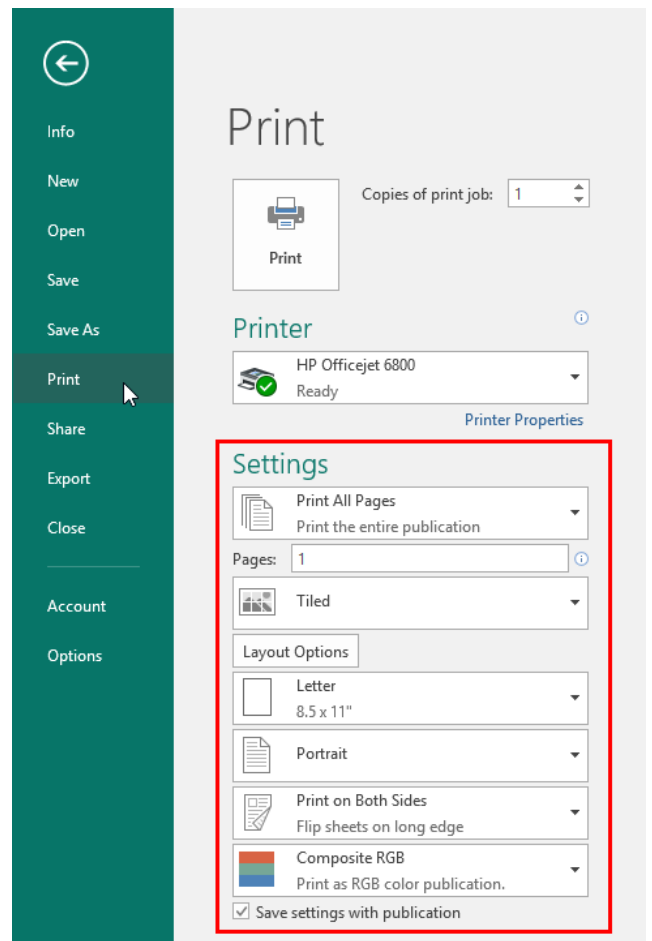 Info
New
Open
Save
Save As
Print
Share
Export
Close
Account
Options
Print
Print
Copies of print job: 1
Printer
HP Officejet 6800
Ready
Printer Properties
Settings
Print All Pages
Print the entire publication
Pages: 1
Tiled
Layout Options
Letter
8.5 x 11"
Portrait
Print on Both Sides
Flip sheets on long edge
Composite RGB
Print as RGB color publication.
Save settings with publication